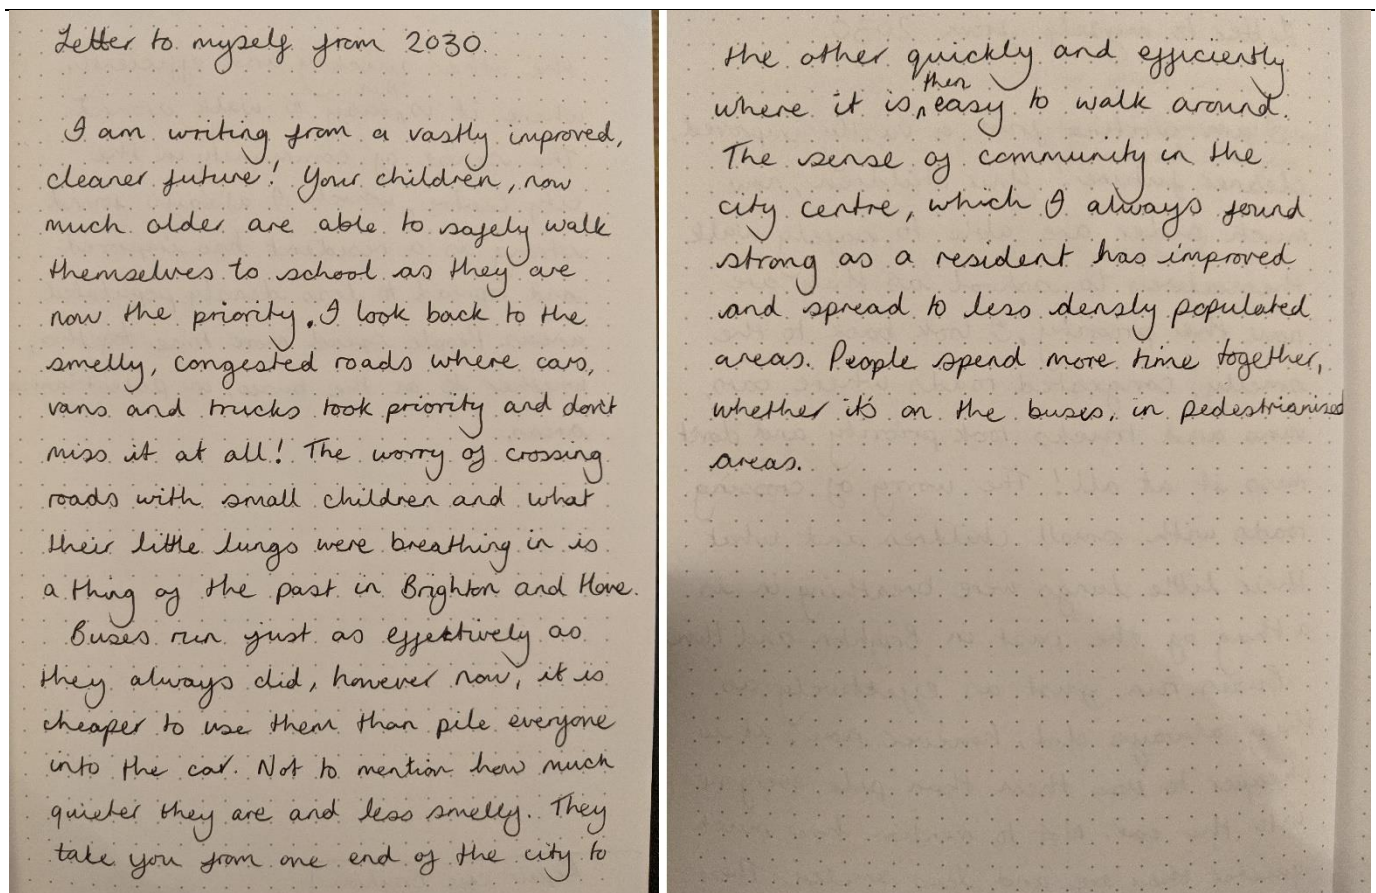 Letter to myself from 2030.
I am writing from a vastly improved,
cleaner future! Your children, now
much older are able to safely walk
themselves to school as they are
now the priority. I look back to the
smelly, congested roads where cars,
vans and trucks took priority and don't
miss it at all! The worry of crossing
roads with small children and what
their little lungs were breathing in is
a thing of the past in Brighton and Hove.
Buses run just as effectively as
they always did, however now, it is
cheaper to use them than pile everyone
into the car. Not to mention how much
quieter they are and less smelly. They
take you from one end of the city to
the other quickly and efficiently
where it is then easy to walk around.
The sense of community in the
city centre, which I always found
strong as a resident has improved
and spread to less densly populated
areas. People spend more time together,
whether it's on the buses, in pedestrianised
areas.